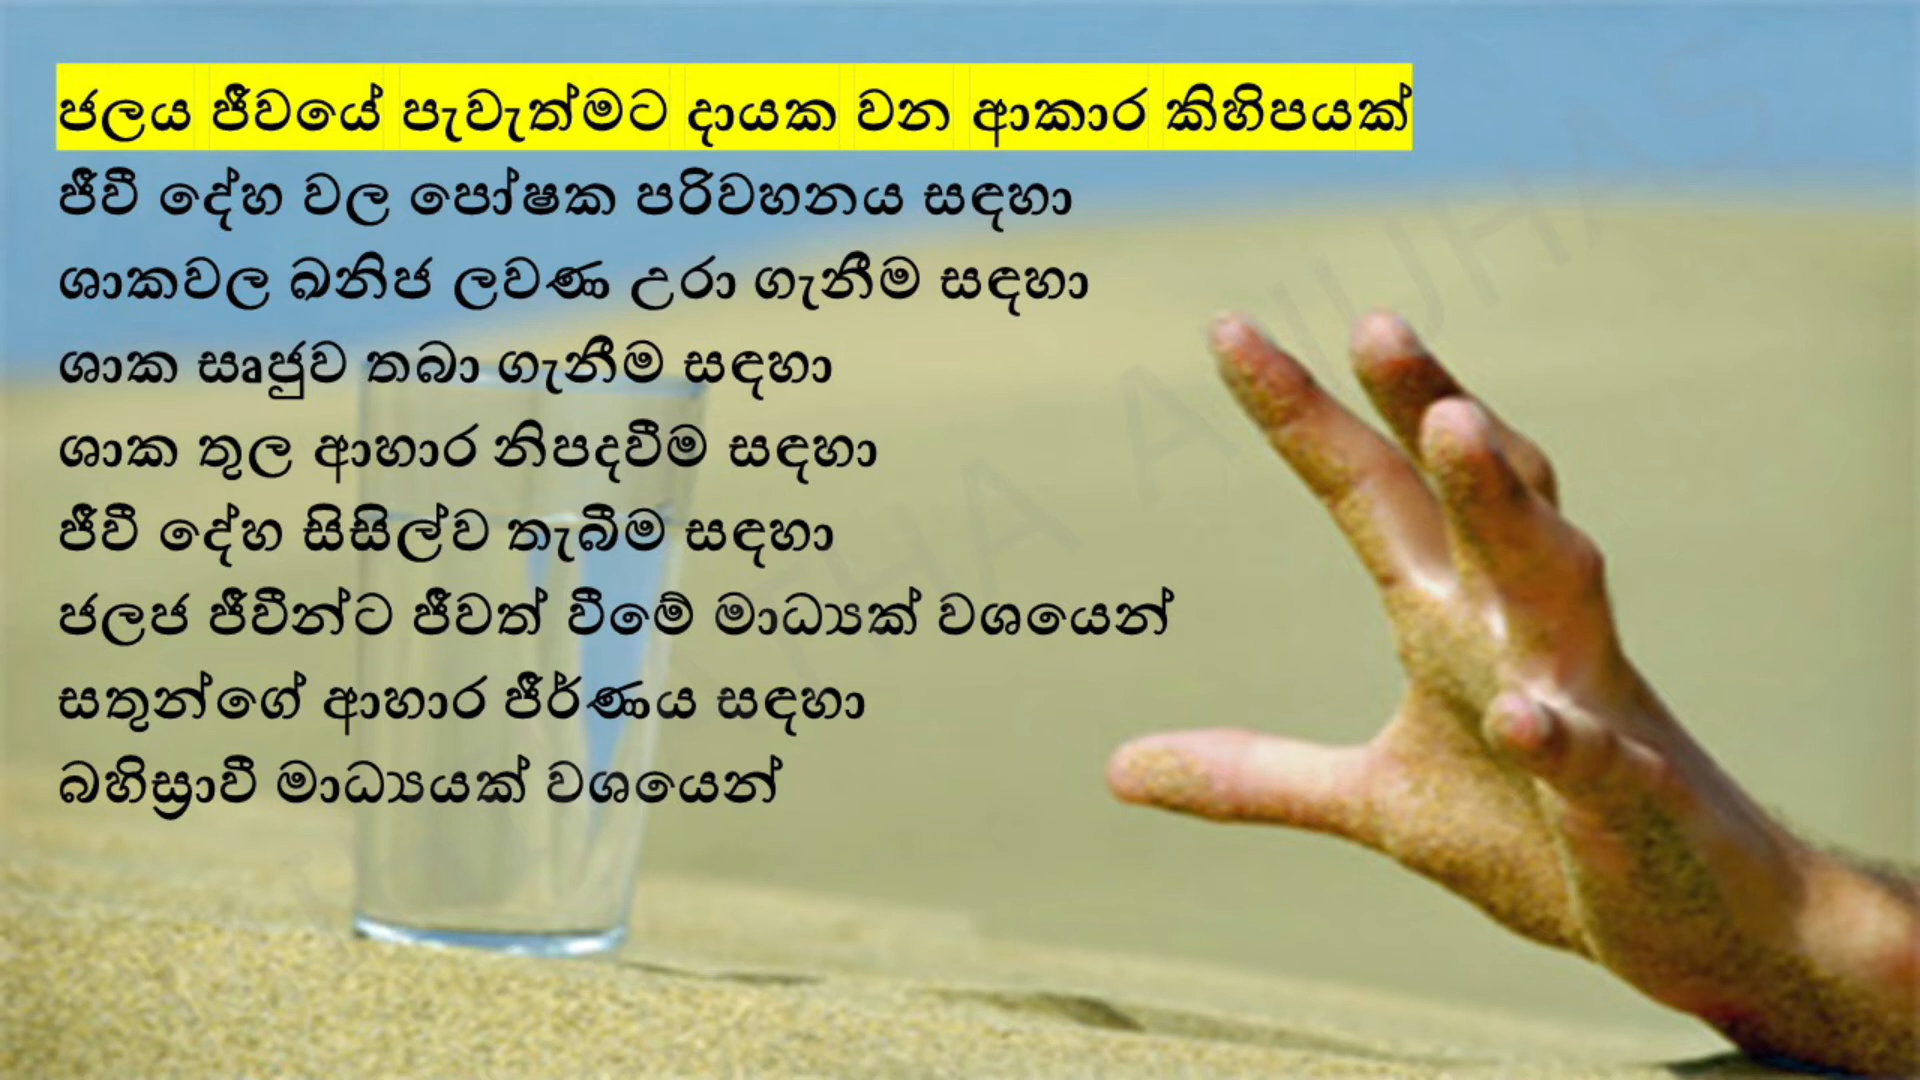 ජලය ජීවයේ පැවැත්මට දායක වන ආකාර කිහිපයක්
ජීවී දේහ වල පෝෂක පරිවහනය සඳහා
ශාකවල ඛනිජ ලවණ උරා ගැනීම සඳහා
ශාක සෘජුව තබා ගැනීම සඳහා
ශාක තුල ආහාර නිපදවීම සඳහා
ජීවී දේහ සිසිල්ව තැබීම සඳහා
ජලජ ජීවීන්ට ජීවත් වීමේ මාධ්‍යක් වශයෙන්
සතුන්ගේ ආහාර ජීර්ණය සඳහා
බහිස්‍රාවී මාධ්‍යයක් වශයෙන්